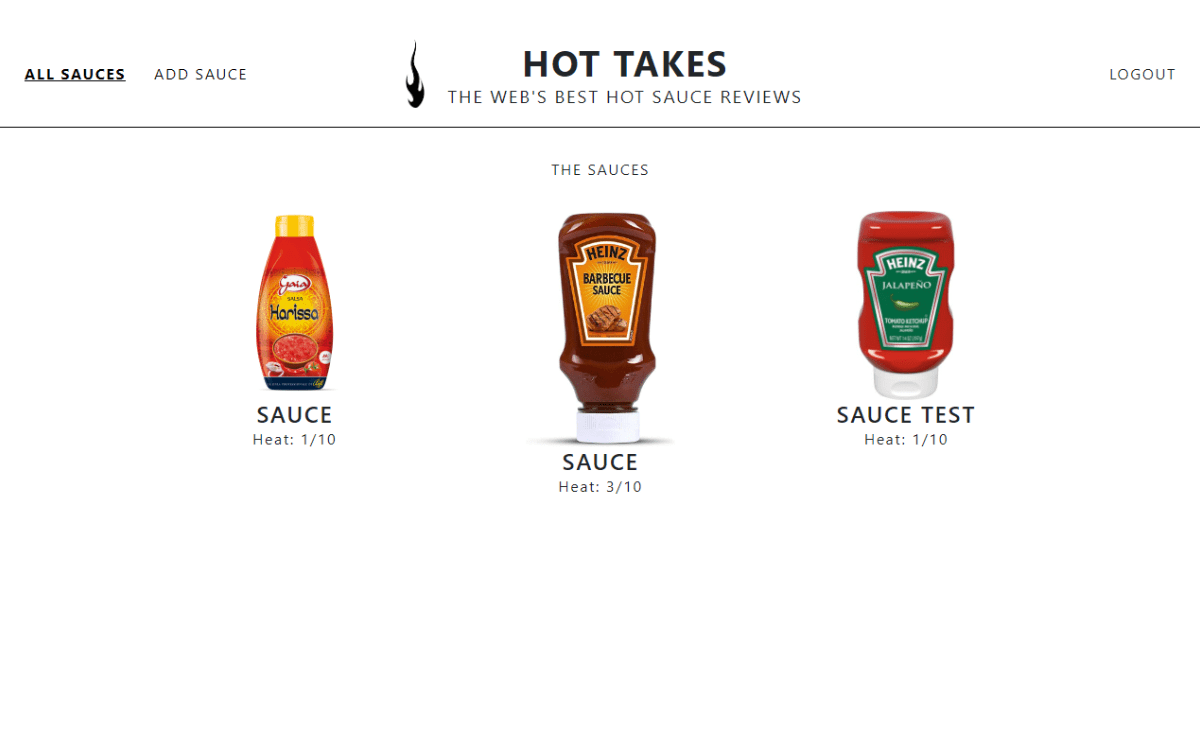 ALL SAUCES
ADD SAUCE
HOT TAKES
THE WEB'S BEST HOT SAUCE REVIEWS
LOGOUT
THE SAUCES
Gaia
SALSA
Harissa
SAUCE
Heat: 1/10
HEINZ
BARBECUE
SAUCE
SAUCE
Heat: 3/10
HEINZ
JALAPEÑO
TOMATO KETCHUP
SAUCE TEST
Heat: 1/10